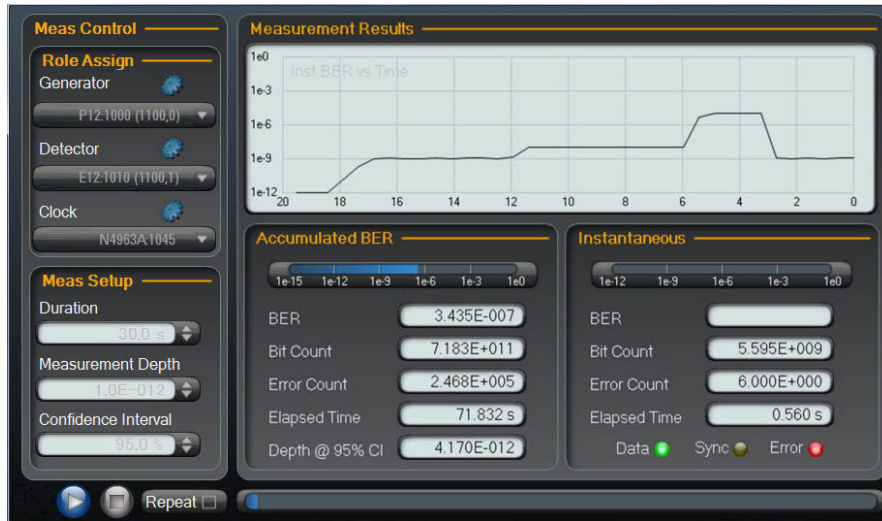 Meas Control
Role Assign
Generator
P12:1000 (1100,0)
Detector
E12:1010 (1100,1)
Clock
N4963A:1045
Meas Setup
Duration
30.0 s
Measurement Depth
1.0E-012
Confidence Interval
95.0 %
Repeat
Measurement Results
Inst BER vs Time
1e0
1e-3
1e-6
1e-9
1e-12
20 18 16 14 12 10 8 6 4 2 0
Accumulated BER
1e-15 1e-12 1e-9 1e-6 1e-3 1e0
BER 3.435E-007
Bit Count 7.183E+011
Error Count 2.468E+005
Elapsed Time 71.832 s
Depth @ 95% CI 4.170E-012
Instantaneous
1e-12 1e-9 1e-6 1e-3 1e0
BER
Bit Count 5.595E+009
Error Count 6.000E+000
Elapsed Time 0.560 s
Data Sync Error